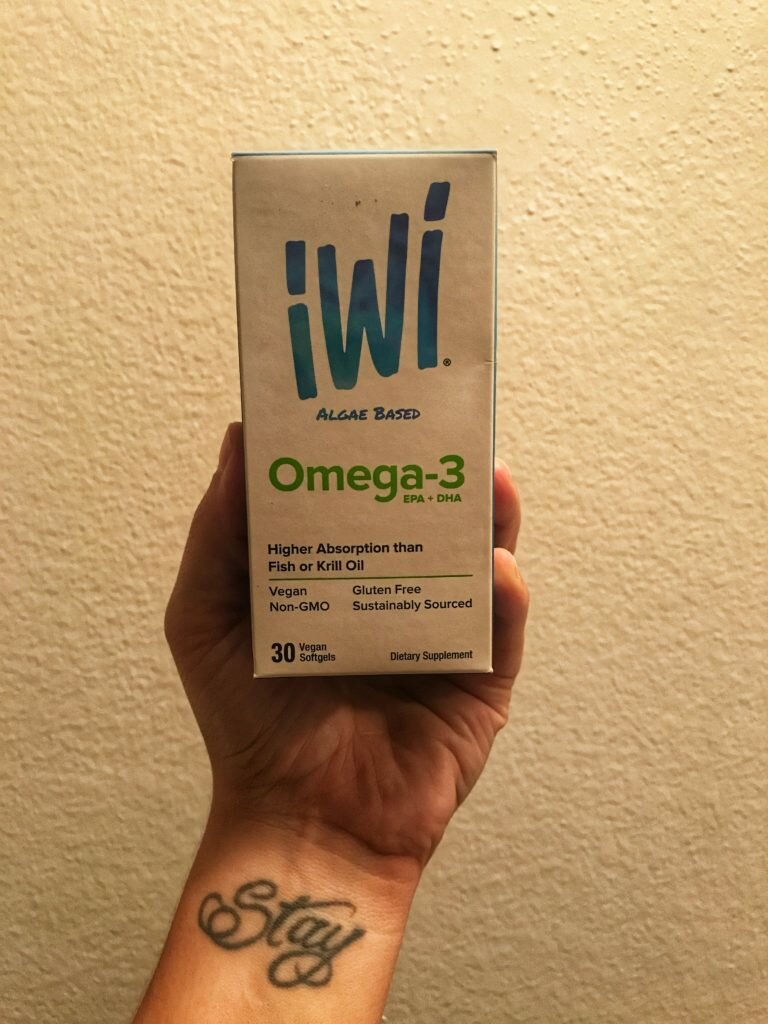 iwi®
ALGAE BASED
Omega-3
EPA + DHA
Higher Absorption than
Fish or Krill Oil
Vegan Gluten Free
Non-GMO Sustainably Sourced
30 Vegan
Softgels Dietary Supplement
Stay